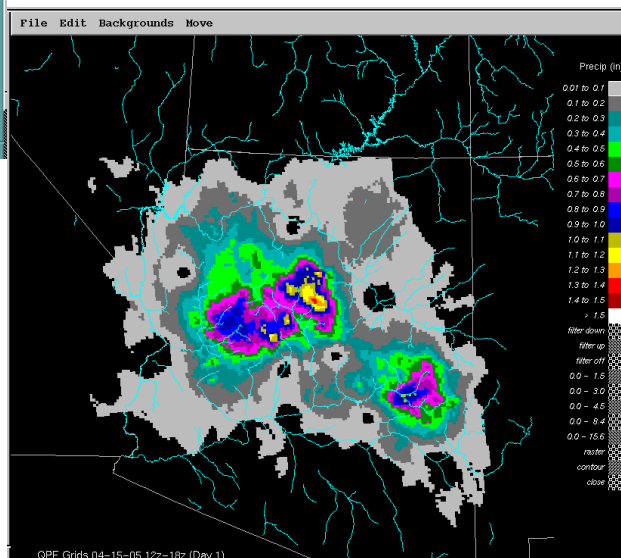 File Edit Backgrounds Move
Precip (in
0.01 to 0.1
0.1 to 0.2
0.2 to 0.3
0.3 to 0.4
0.4 to 0.5
0.5 to 0.6
0.6 to 0.7
0.7 to 0.8
0.8 to 0.9
0.9 to 1.0
1.0 to 1.1
1.1 to 1.2
1.2 to 1.3
1.3 to 1.4
1.4 to 1.5
> 1.5
filter down
filter up
filter off
0.0 - 1.5
0.0 - 3.0
0.0 - 4.5
0.0 - 8.4
0.0 - 15.6
raster
contour
close
QPF Grids 04-15-05 12z-18z (Day 1)